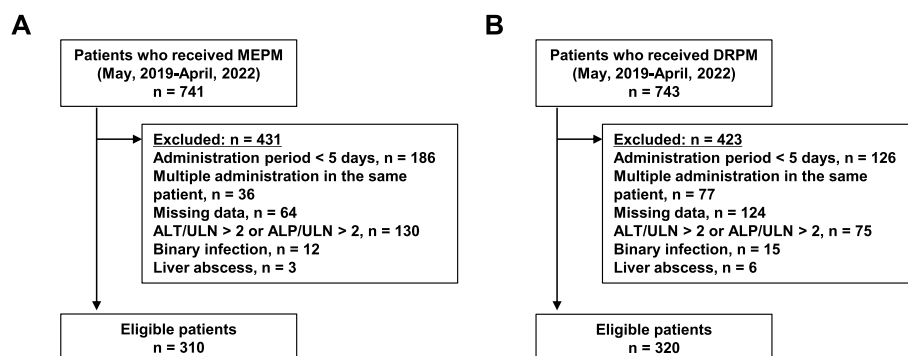 A
Patients who received MEPM
(May, 2019-April, 2022)
n = 741
Excluded: n = 431
Administration period < 5 days, n = 186
Multiple administration in the same
patient, n = 36
Missing data, n = 64
ALT/ULN > 2 or ALP/ULN > 2, n = 130
Binary infection, n = 12
Liver abscess, n = 3
Eligible patients
n = 310
B
Patients who received DRPM
(May, 2019-April, 2022)
n = 743
Excluded: n = 423
Administration period < 5 days, n = 126
Multiple administration in the same
patient, n = 77
Missing data, n = 124
ALT/ULN > 2 or ALP/ULN > 2, n = 75
Binary infection, n = 15
Liver abscess, n = 6
Eligible patients
n = 320